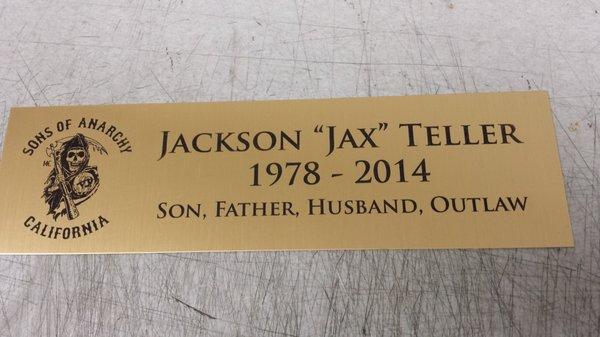 SONS OF ANARCHY
CALIFORNIA
JACKSON “JAX” TELLER
1978 - 2014
SON, FATHER, HUSBAND, OUTLAW